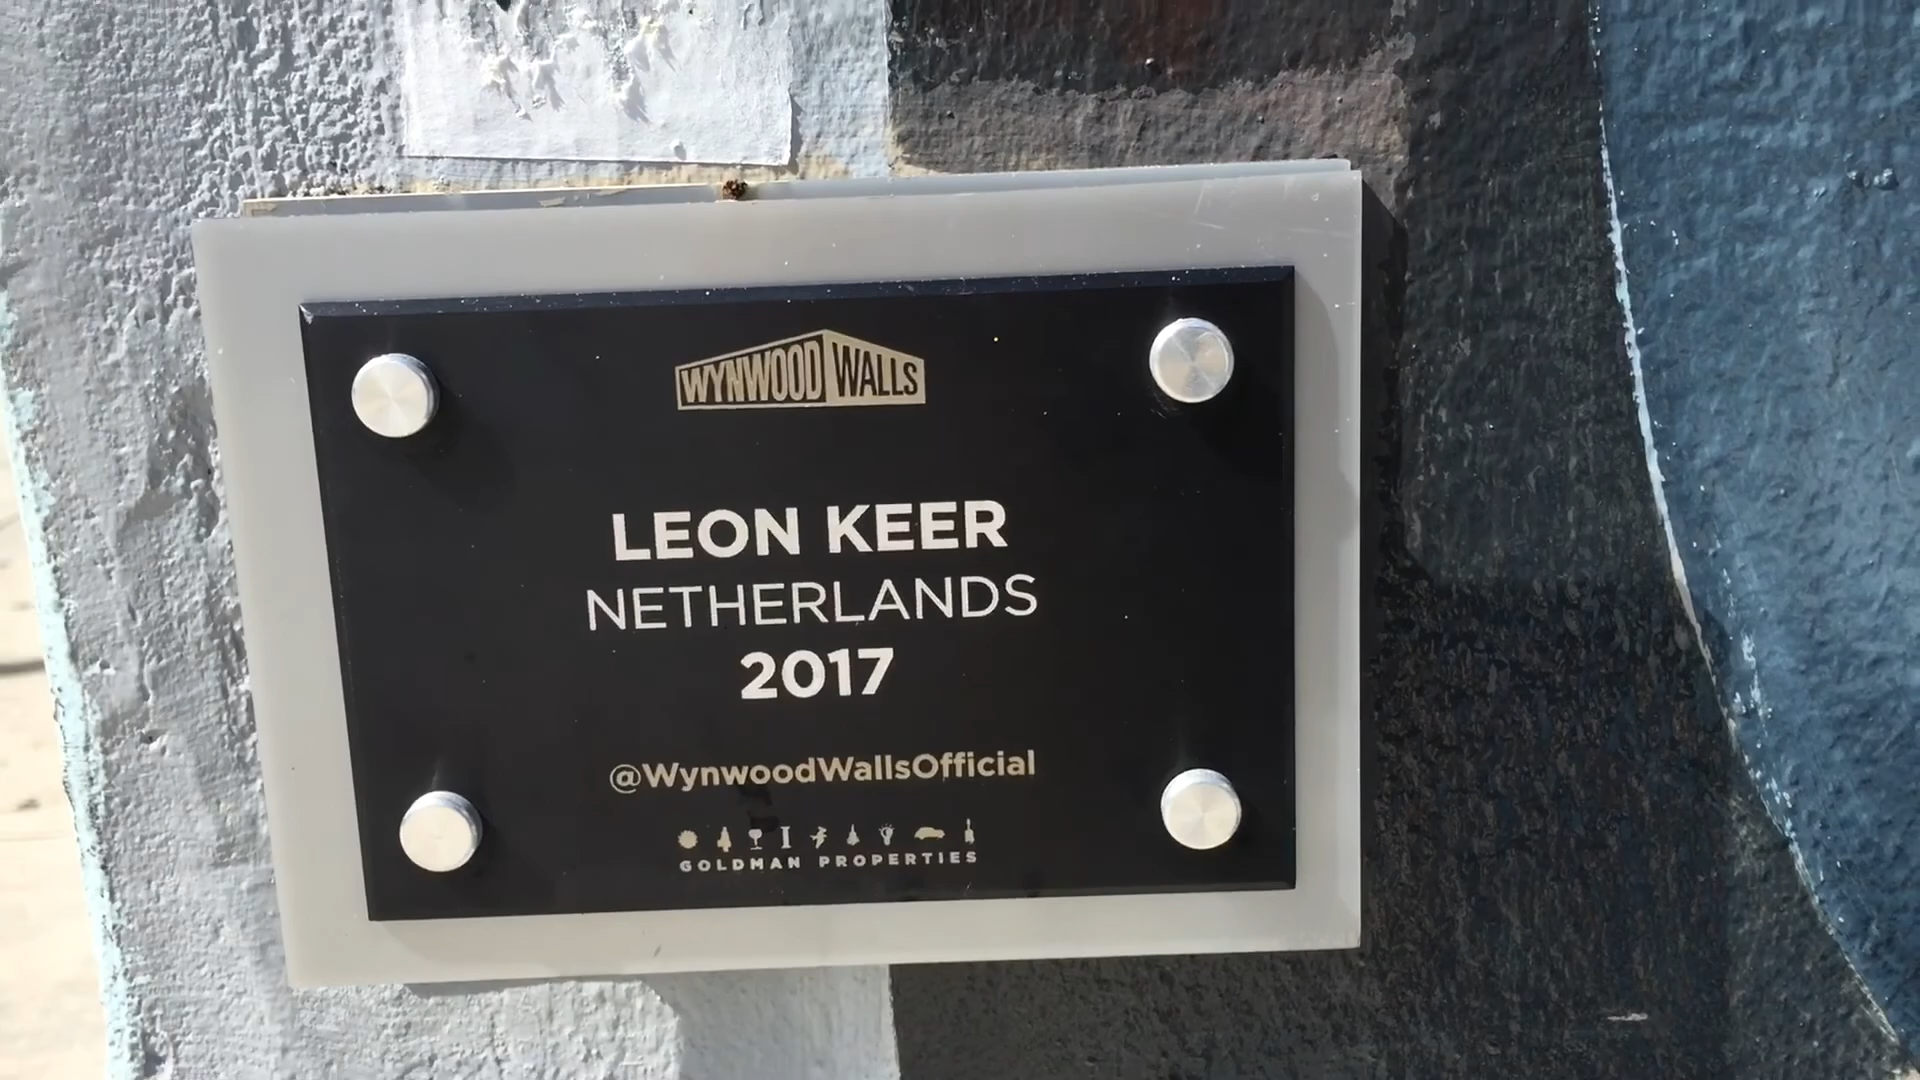 WYNWOOD WALLS
LEON KEER
NETHERLANDS
2017
@WynwoodWallsOfficial
GOLDMAN PROPERTIES